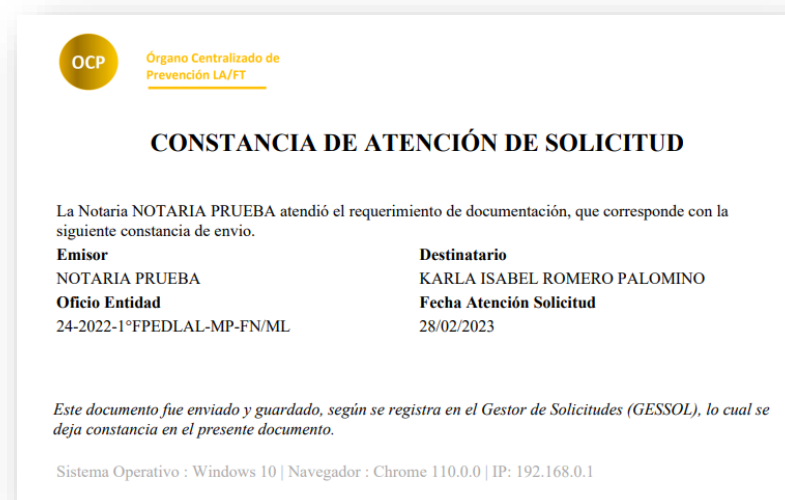 OCP
Órgano Centralizado de
Prevención LA/FT
CONSTANCIA DE ATENCIÓN DE SOLICITUD
La Notaria NOTARIA PRUEBA atendió el requerimiento de documentación, que corresponde con la
siguiente constancia de envio.
Emisor
NOTARIA PRUEBA
Oficio Entidad
24-2022-1°FPEDLAL-MP-FN/ML
Destinatario
KARLA ISABEL ROMERO PALOMINO
Fecha Atención Solicitud
28/02/2023
Este documento fue enviado y guardado, según se registra en el Gestor de Solicitudes (GESSOL), lo cual se
deja constancia en el presente documento.
Sistema Operativo : Windows 10 | Navegador : Chrome 110.0.0 | IP: 192.168.0.1